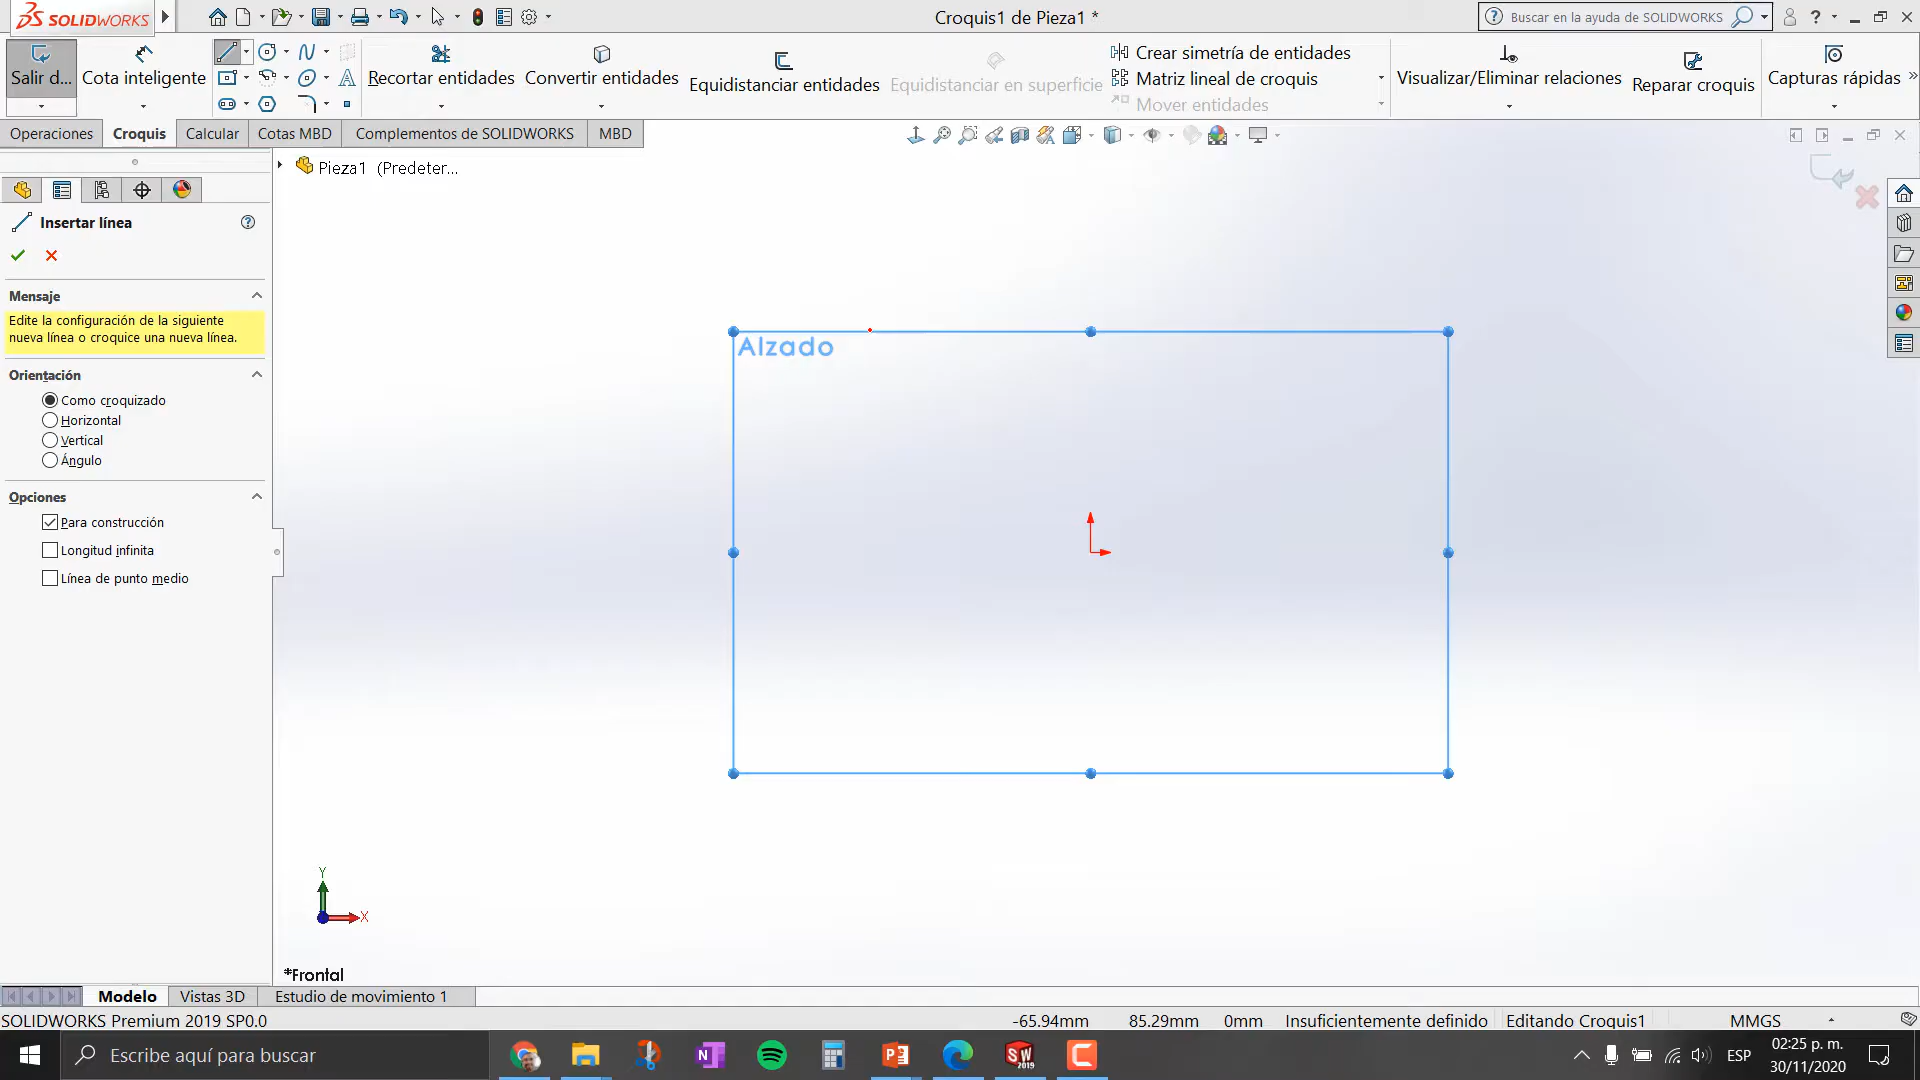 SOLIDWORKS
Croquis1 de Pieza1 *
Buscar en la ayuda de SOLIDWORKS
Salir d...
Cota inteligente
Recortar entidades
Convertir entidades
Equidistanciar entidades
Equidistanciar en superficie
Crear simetría de entidades
Matriz lineal de croquis
Mover entidades
Visualizar/Eliminar relaciones
Reparar croquis
Capturas rápidas
Operaciones
Croquis
Calcular
Cotas MBD
Complementos de SOLIDWORKS
MBD
Pieza1 (Predeter...
Insertar línea
Mensaje
Edite la configuración de la siguiente
nueva línea o croquice una nueva línea.
Orientación
Como croquizado
Horizontal
Vertical
Ángulo
Opciones
Para construcción
Longitud infinita
Línea de punto medio
Alzado
Y
X
*Frontal
Modelo
Vistas 3D
Estudio de movimiento 1
SOLIDWORKS Premium 2019 SP0.0
-65.94mm
85.29mm
0mm
Insuficientemente definido
Editando Croquis1
MMGS
Escribe aquí para buscar
SW
2019
ESP
02:25 p. m.
30/11/2020